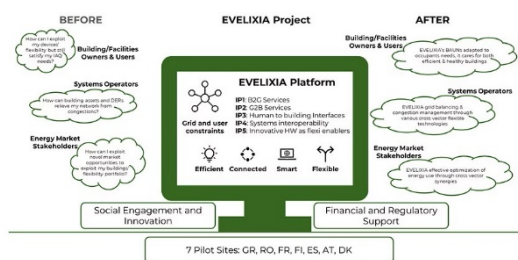 BEFORE
EVELIXIA Project
AFTER
How can I exploit
my devices'
flexibility but still
satisfy my IAQ
needs?
Building/Facilities
Owners & Users
Systems Operators
How can building assets and DERs
relieve my network from
congestions?
Energy Market
Stakeholders
How can I exploit
novel market
opportunities to
exploit my buildings'
flexibility portfolio?
EVELIXIA Platform
Grid and user
constraints
IP1: B2G Services
IP2: G2B Services
IP3: Human to building Interfaces
IP4: Systems interoperability
IP5: Innovative HW as flexi enablers
Efficient
Connected
Smart
Flexible
Building/Facilities
Owners & Users
EVELIXIA's BAUNs adapted to
occupants needs, it cares for both
efficient & healthy buildings
Systems Operators
EVELIXIA grid balancing &
congestion management through
various cross vector flexible
technologies
Energy Market
Stakeholders
EVELIXIA effective optimization of
energy use through cross vector
synergies
Social Engagement and
Innovation
Financial and Regulatory
Support
7 Pilot Sites: GR, RO, FR, FI, ES, AT, DK